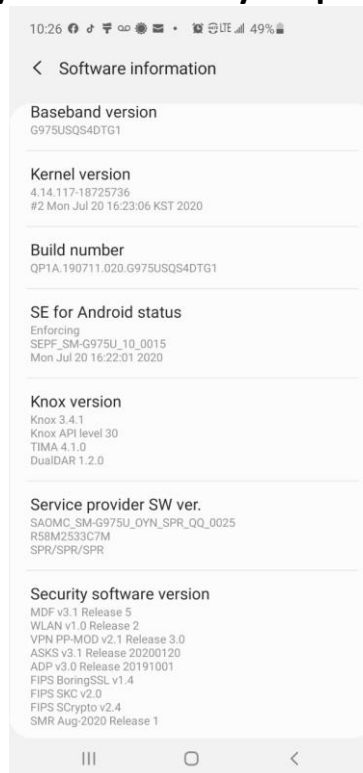 10:26 LTE 49%
Software information
Baseband version
G975USQS4DTG1
Kernel version
4.14.117-18725736
#2 Mon Jul 20 16:23:06 KST 2020
Build number
QP1A.190711.020.G975USQS4DTG1
SE for Android status
Enforcing
SEPF_SM-G975U_10_0015
Mon Jul 20 16:22:01 2020
Knox version
Knox 3.4.1
Knox API level 30
TIMA 4.1.0
DualDAR 1.2.0
Service provider SW ver.
SAOMC_SM-G975U_OYN_SPR_QQ_0025
R58M2533C7M
SPR/SPR/SPR
Security software version
MDF v3.1 Release 5
WLAN v1.0 Release 2
VPN PP-MOD v2.1 Release 3.0
ASKS v3.1 Release 20200120
ADP v3.0 Release 20191001
FIPS BoringSSL v1.4
FIPS SKC v2.0
FIPS SCrypto v2.4
SMR Aug-2020 Release 1